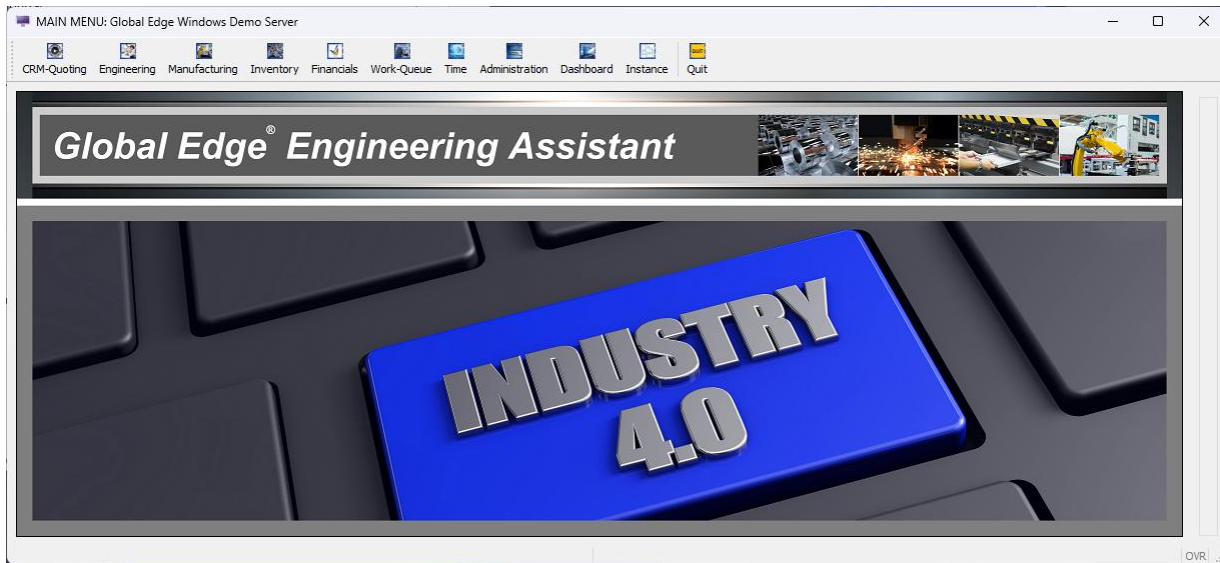 MAIN MENU: Global Edge Windows Demo Server
CRM-Quoting Engineering Manufacturing Inventory Financials Work-Queue Time Administration Dashboard Instance Quit
Global Edge® Engineering Assistant
INDUSTRY
4.0
OVR